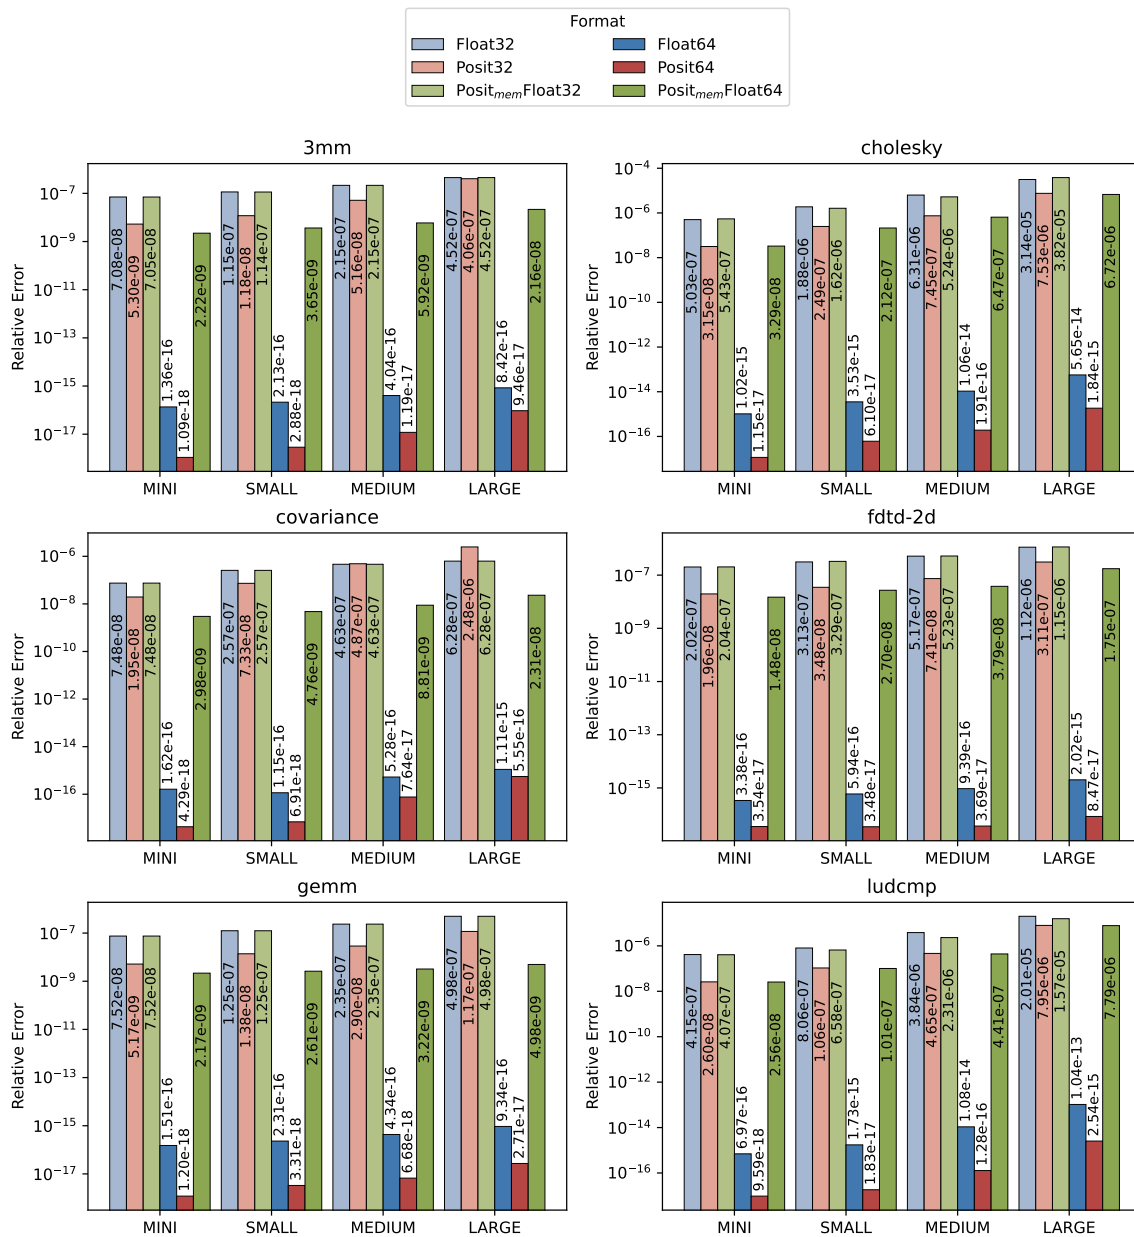 Format
Float32
Posit32
Posit_mem Float32
Float64
Posit64
Posit_mem Float64
3mm
Relative Error
10^−7
10^−9
10^−11
10^−13
10^−15
10^−17
7.08e-08
5.30e-09
7.05e-08
1.36e-16
1.09e-18
2.22e-09
1.15e-07
1.18e-08
1.14e-07
2.13e-16
2.88e-18
3.65e-09
2.15e-07
5.16e-08
2.15e-07
4.04e-16
1.19e-17
5.92e-09
4.52e-07
4.06e-07
4.52e-07
8.42e-16
9.46e-17
2.16e-08
MINI SMALL MEDIUM LARGE
cholesky
Relative Error
10^−4
10^−6
10^−8
10^−10
10^−12
10^−14
10^−16
5.03e-07
3.15e-08
5.43e-07
1.02e-15
1.15e-17
3.29e-08
1.88e-06
2.49e-07
1.62e-06
3.53e-15
6.10e-17
2.12e-07
6.31e-06
7.45e-07
5.24e-06
1.06e-14
1.91e-16
6.47e-07
3.14e-05
7.53e-06
3.82e-05
5.65e-14
1.84e-15
6.72e-06
MINI SMALL MEDIUM LARGE
covariance
Relative Error
10^−6
10^−8
10^−10
10^−12
10^−14
10^−16
7.48e-08
1.95e-08
7.48e-08
1.62e-16
4.29e-18
2.98e-09
2.57e-07
7.33e-08
2.57e-07
1.15e-16
6.91e-18
4.76e-09
4.63e-07
4.87e-07
4.63e-07
5.28e-16
7.64e-17
8.81e-09
6.28e-07
2.48e-06
6.28e-07
1.11e-15
5.55e-16
2.31e-08
MINI SMALL MEDIUM LARGE
fdtd-2d
Relative Error
10^−7
10^−9
10^−11
10^−13
10^−15
2.02e-07
1.96e-08
2.04e-07
3.38e-16
3.54e-17
1.48e-08
3.13e-07
3.48e-08
3.29e-07
5.94e-16
3.48e-17
2.70e-08
5.17e-07
7.41e-08
5.23e-07
9.39e-16
3.69e-17
3.79e-08
1.12e-06
3.11e-07
1.15e-06
2.02e-15
8.47e-17
1.75e-07
MINI SMALL MEDIUM LARGE
gemm
Relative Error
10^−7
10^−9
10^−11
10^−13
10^−15
10^−17
7.52e-08
5.17e-09
7.52e-08
1.51e-16
1.20e-18
2.17e-09
1.25e-07
1.38e-08
1.25e-07
2.31e-16
3.31e-18
2.61e-09
2.35e-07
2.90e-08
2.35e-07
4.34e-16
6.68e-18
3.22e-09
4.98e-07
1.17e-07
4.98e-07
9.34e-16
2.71e-17
4.98e-09
MINI SMALL MEDIUM LARGE
ludcmp
Relative Error
10^−6
10^−8
10^−10
10^−12
10^−14
10^−16
4.15e-07
2.60e-08
4.07e-07
6.97e-16
9.59e-18
2.56e-08
8.06e-07
1.06e-07
6.58e-07
1.73e-15
1.83e-17
1.01e-07
3.84e-06
4.65e-07
2.31e-06
1.08e-14
1.28e-16
4.41e-07
2.01e-05
7.95e-06
1.57e-05
1.04e-13
2.54e-15
7.79e-06
MINI SMALL MEDIUM LARGE